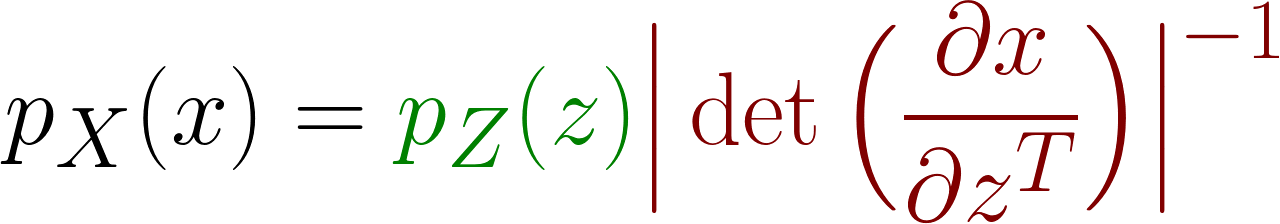 p_X(x) = p_Z(z)| det (∂x/∂z^T)|^{-1}